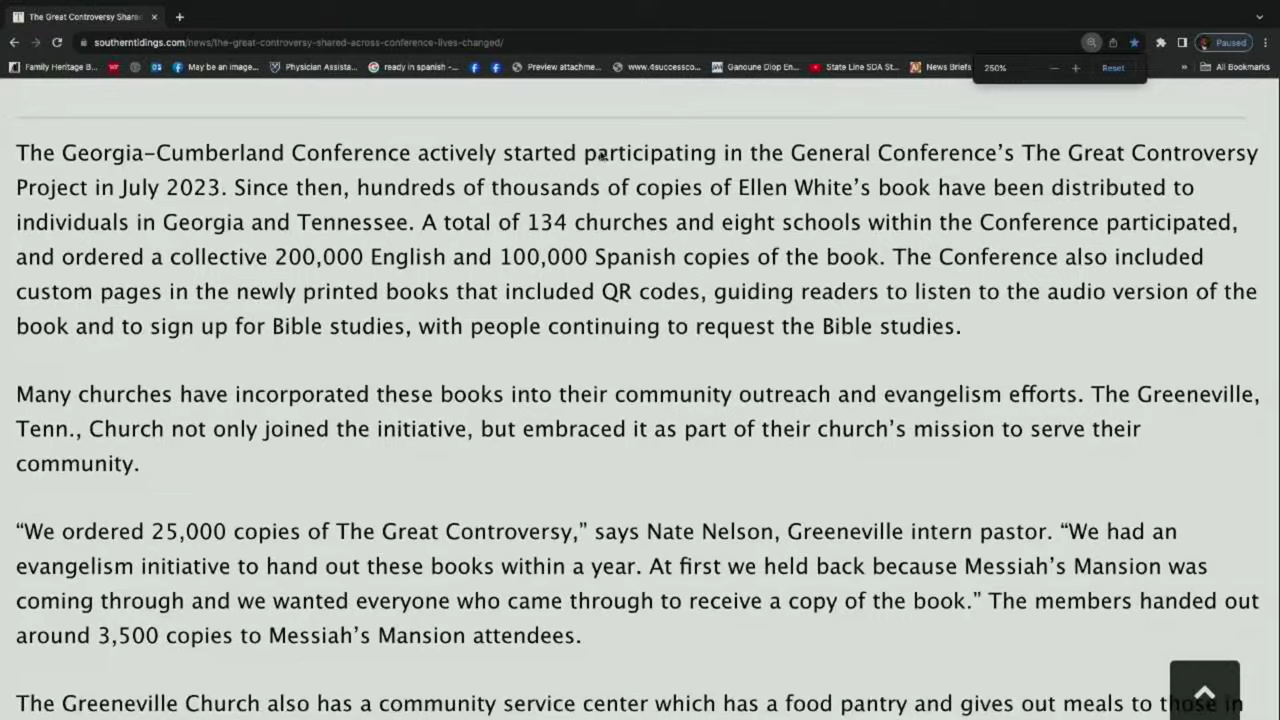 The Great Controversy Share
southerntidings.com/news/the-great-controversy-shared-across-conference-lives-changed/
Paused
Family Heritage B...
May be an image...
Physician Assista...
ready in spanish -...
Preview attachme...
www.4successco...
Ganoune Diop En...
State Line SDA St...
News Briefs
250%
Reset
All Bookmarks
The Georgia–Cumberland Conference actively started participating in the General Conference’s The Great Controversy
Project in July 2023. Since then, hundreds of thousands of copies of Ellen White’s book have been distributed to
individuals in Georgia and Tennessee. A total of 134 churches and eight schools within the Conference participated,
and ordered a collective 200,000 English and 100,000 Spanish copies of the book. The Conference also included
custom pages in the newly printed books that included QR codes, guiding readers to listen to the audio version of the
book and to sign up for Bible studies, with people continuing to request the Bible studies.
Many churches have incorporated these books into their community outreach and evangelism efforts. The Greeneville,
Tenn., Church not only joined the initiative, but embraced it as part of their church’s mission to serve their
community.
“We ordered 25,000 copies of The Great Controversy,” says Nate Nelson, Greeneville intern pastor. “We had an
evangelism initiative to hand out these books within a year. At first we held back because Messiah’s Mansion was
coming through and we wanted everyone who came through to receive a copy of the book.” The members handed out
around 3,500 copies to Messiah’s Mansion attendees.
The Greeneville Church also has a community service center which has a food pantry and gives out meals to those in